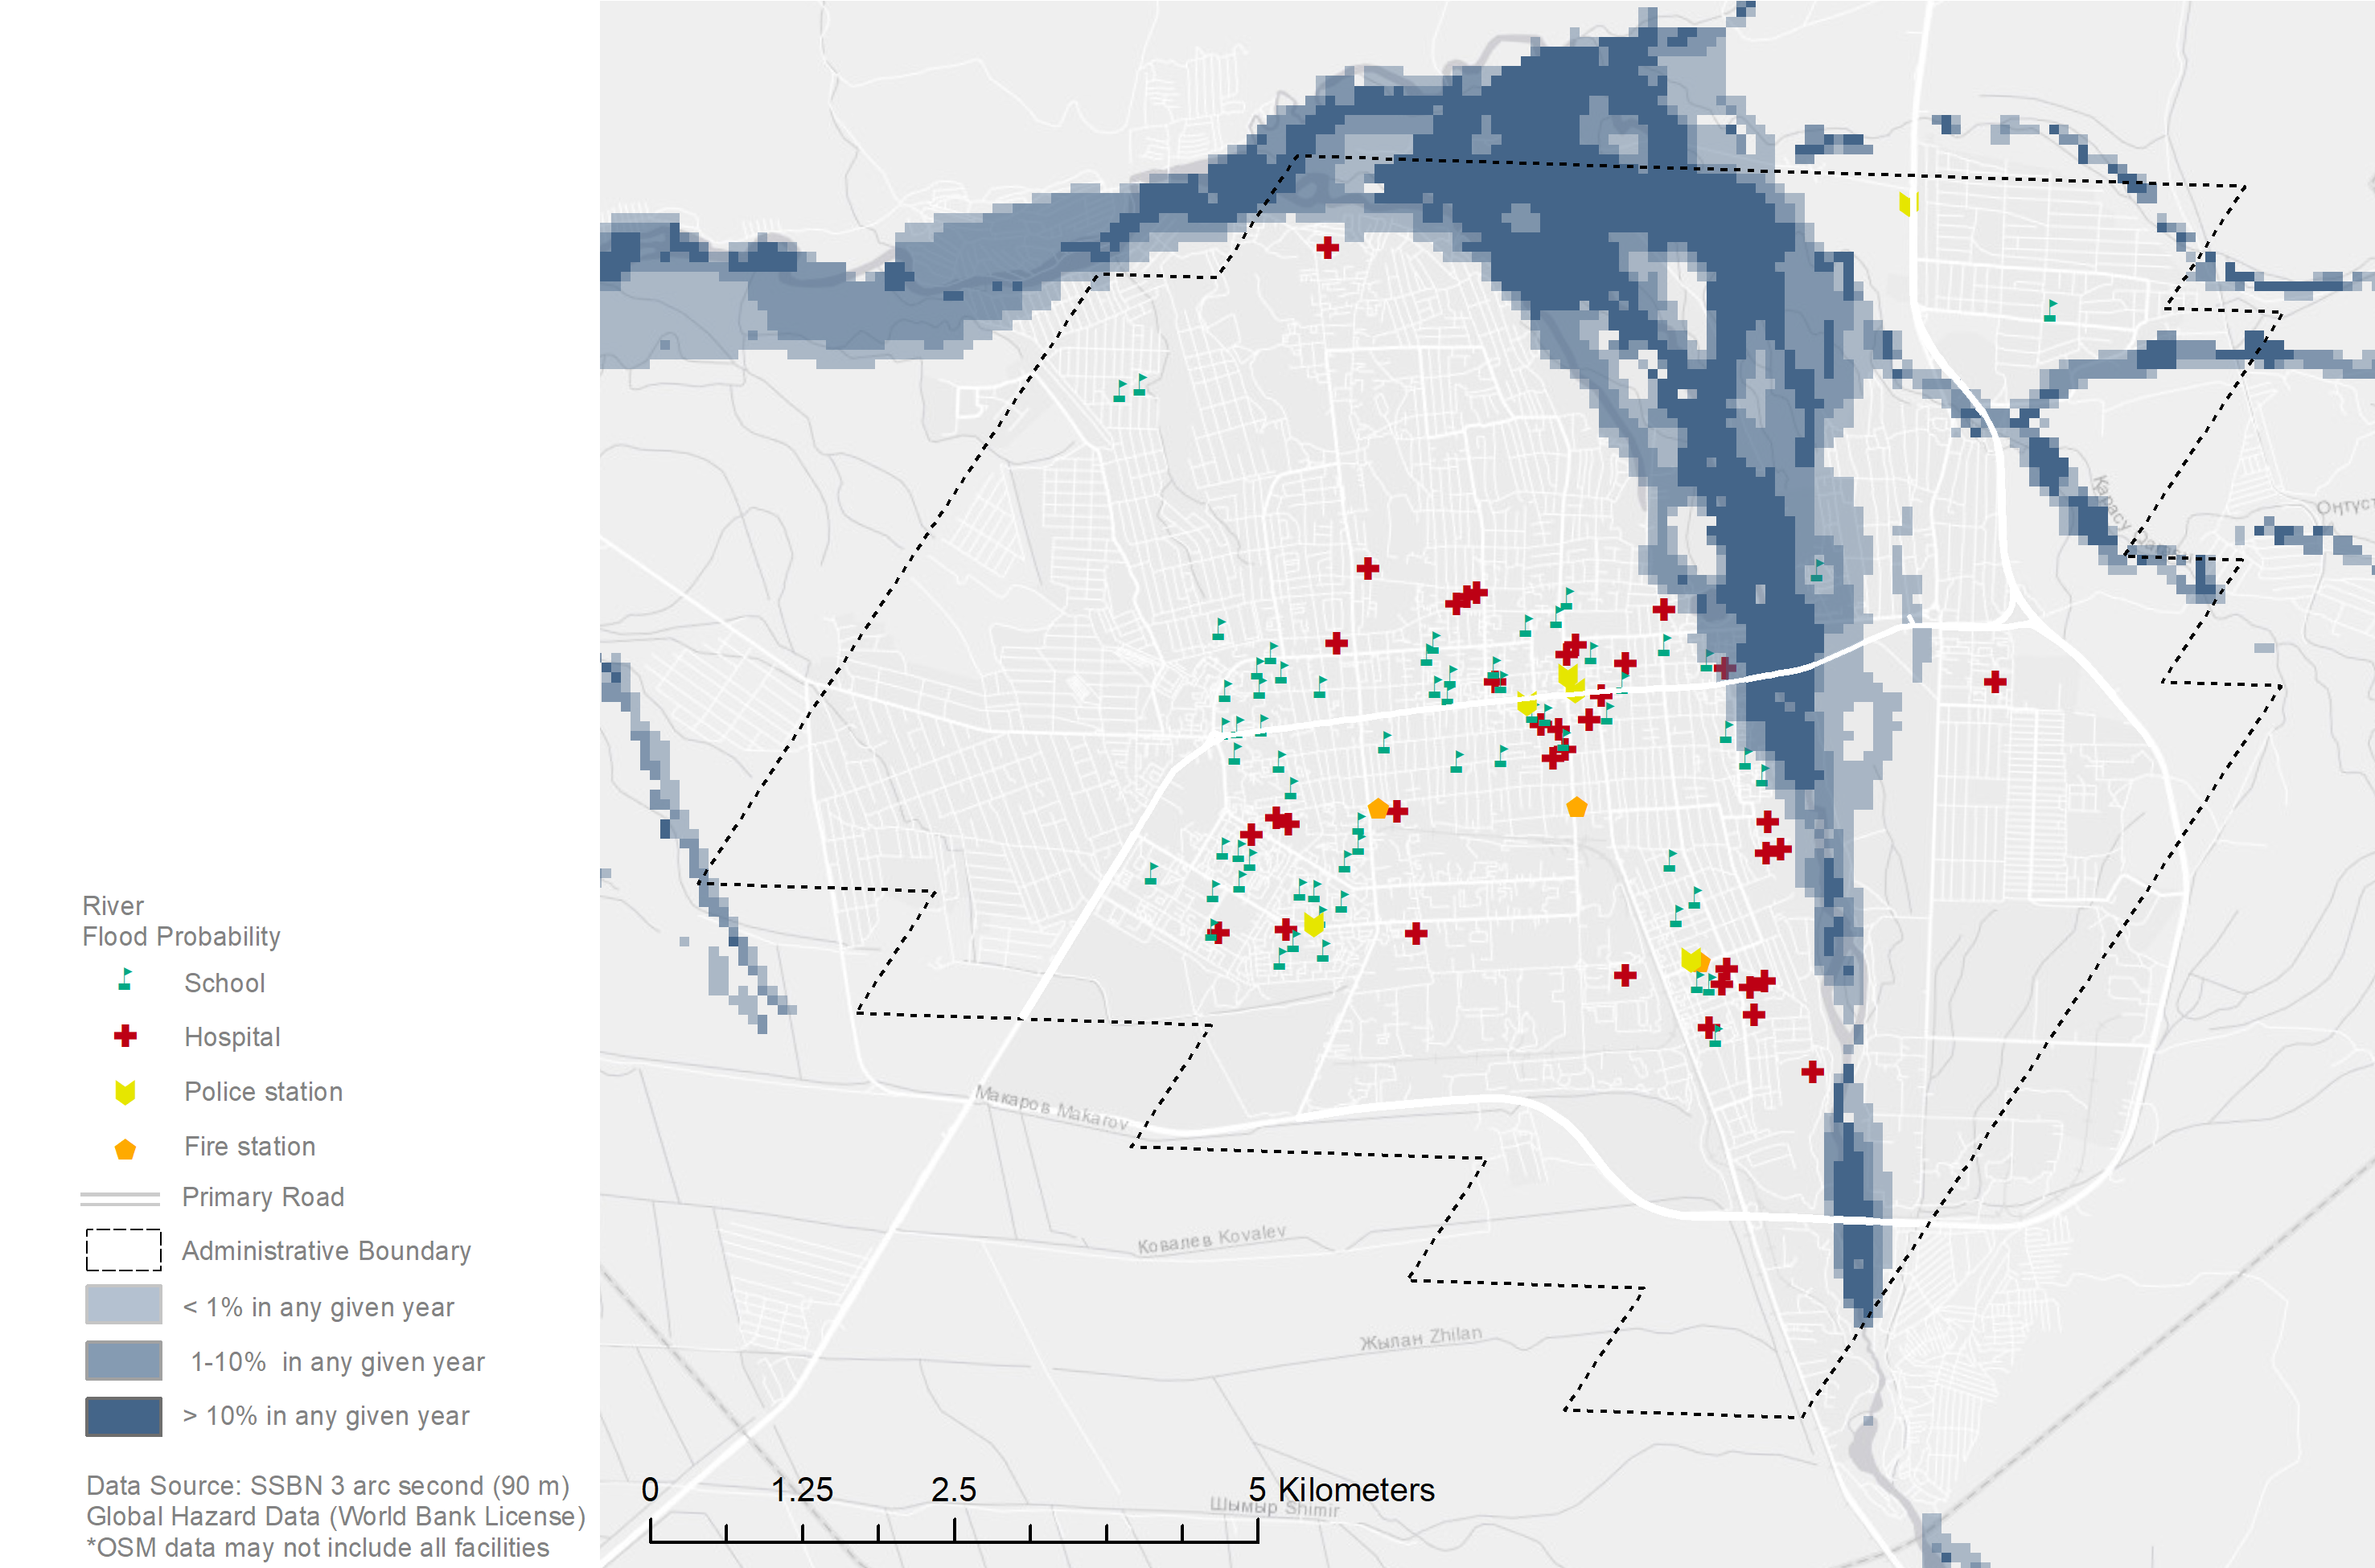 River
Flood Probability
School
Hospital
Police station
Fire station
Primary Road
Administrative Boundary
< 1% in any given year
1-10% in any given year
> 10% in any given year
Data Source: SSBN 3 arc second (90 m)
Global Hazard Data (World Bank License)
*OSM data may not include all facilities
Қарасу
Оңтүст
Макаров Makarov
Ковалев Kovalev
Жылан Zhilan
0 1.25 2.5 5 Kilometers
Шымыр Shimir